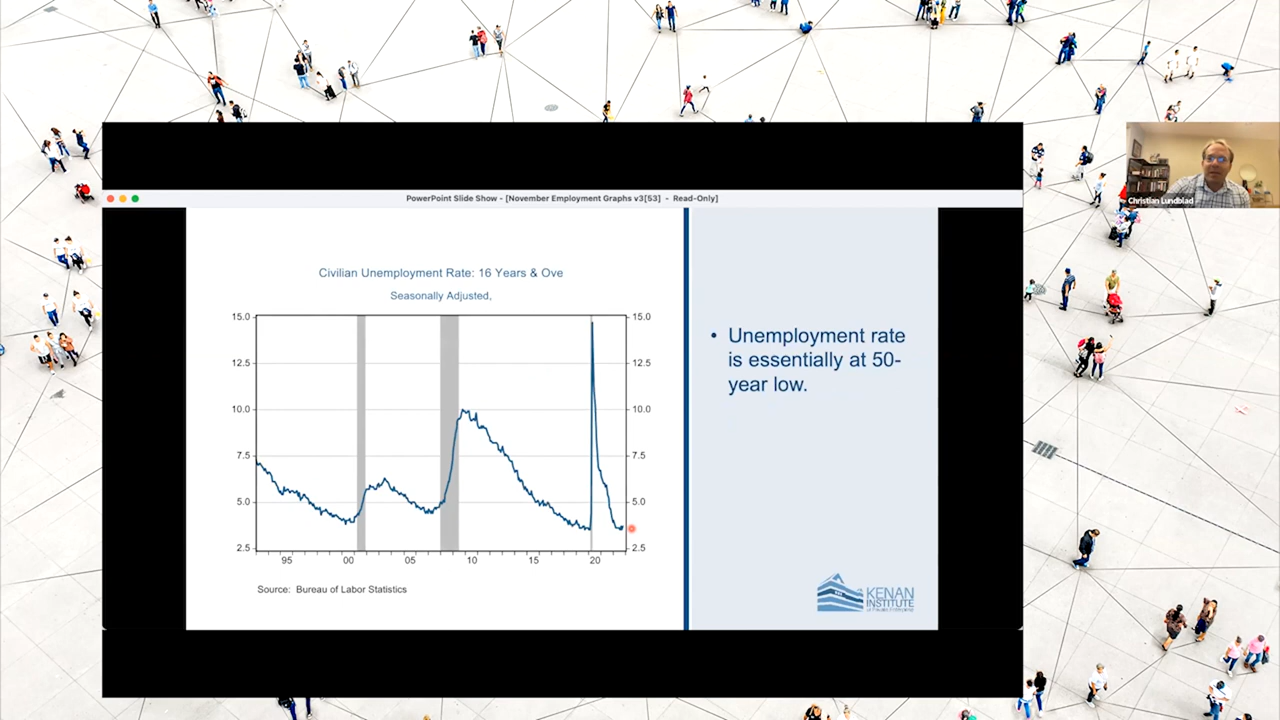 PowerPoint Slide Show - [November Employment Graphs v3[53] - Read-Only]
Christian Lundblad
Civilian Unemployment Rate: 16 Years & Ove
Seasonally Adjusted,
15.0 15.0
12.5 12.5
10.0 10.0
7.5 7.5
5.0 5.0
2.5 2.5
95 00 05 10 15 20
Source: Bureau of Labor Statistics
• Unemployment rate
is essentially at 50-
year low.
KENAN
INSTITUTE